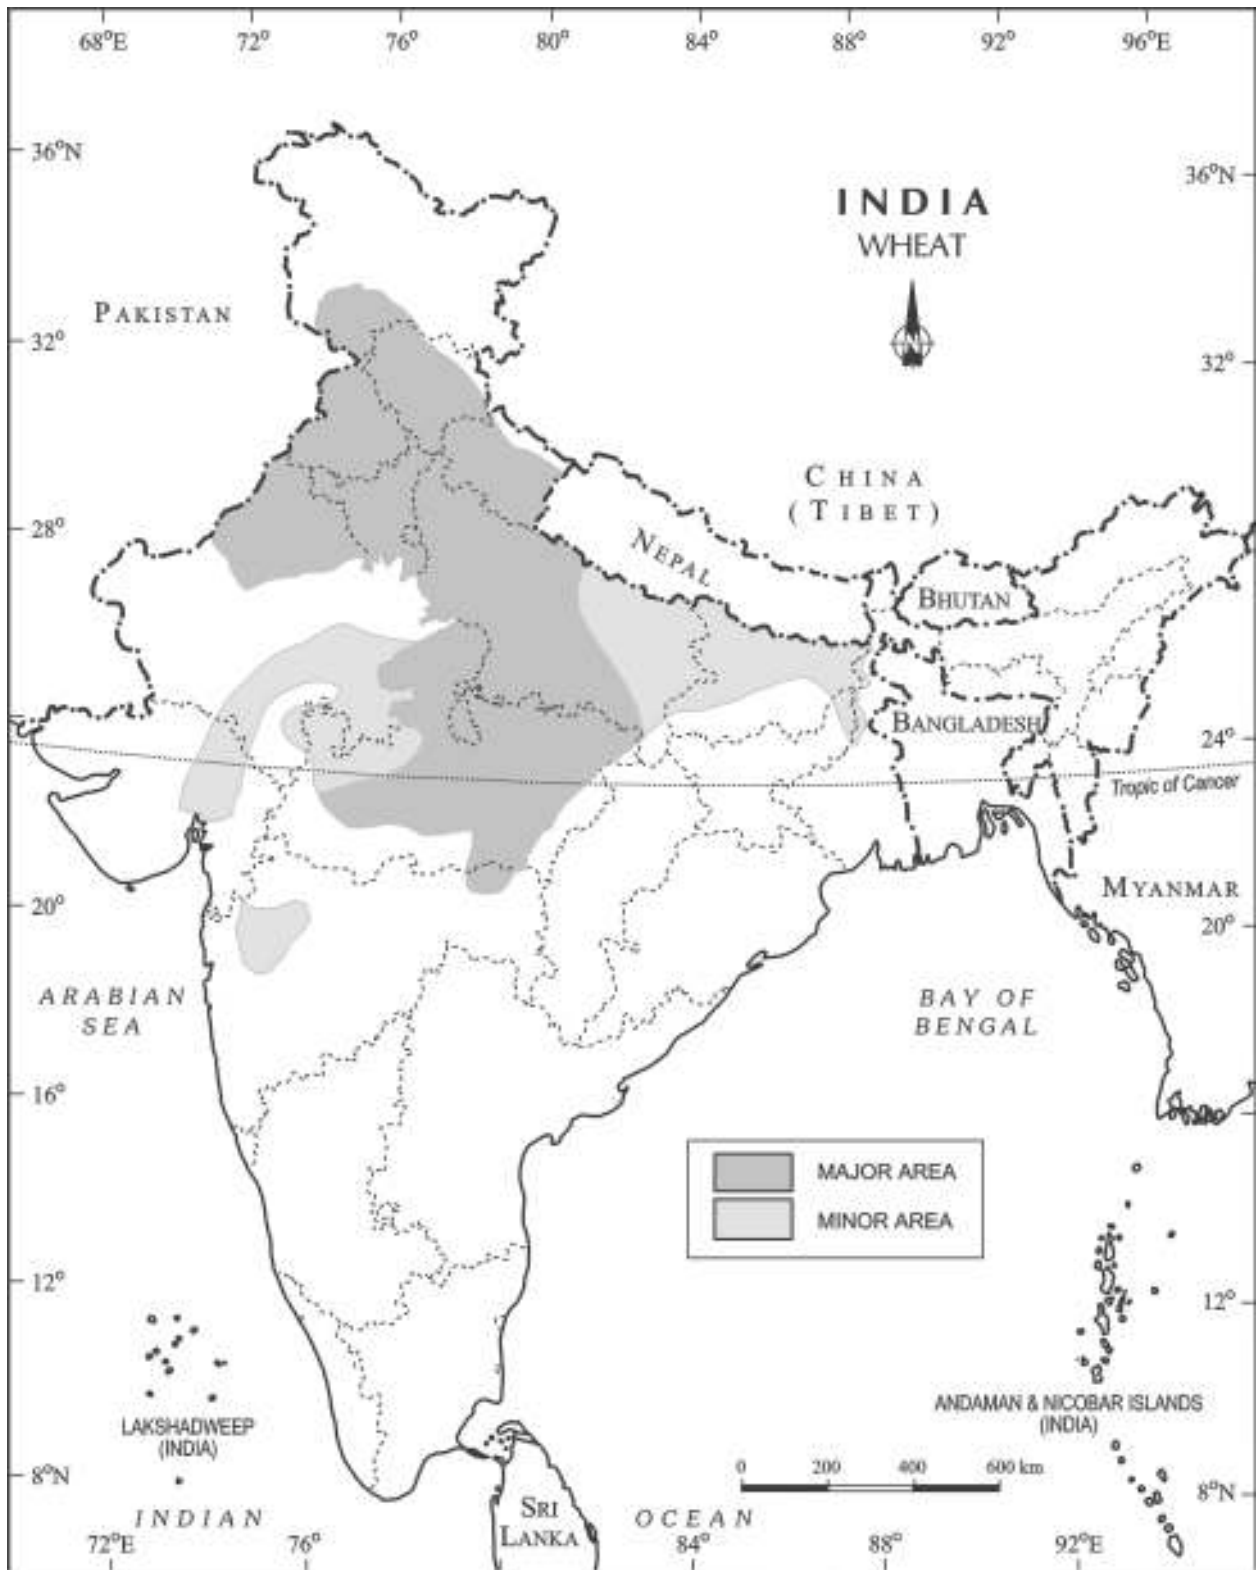 68°E 72° 76° 80° 84° 88° 92° 96°E
36°N
36°N
INDIA
WHEAT
PAKISTAN
N
32°
32°
CHINA
(TIBET)
28°
28°
NEPAL
BHUTAN
BANGLADESH
24°
Tropic of Cancer
MYANMAR
20°
20°
ARABIAN
SEA
BAY OF
BENGAL
16°
MAJOR AREA
MINOR AREA
12°
12°
LAKSHADWEEP
(INDIA)
ANDAMAN & NICOBAR ISLANDS
(INDIA)
8°N
0 200 400 600 km
8°N
SRI
LANKA
INDIAN OCEAN
72°E 76° 84° 88° 92°E